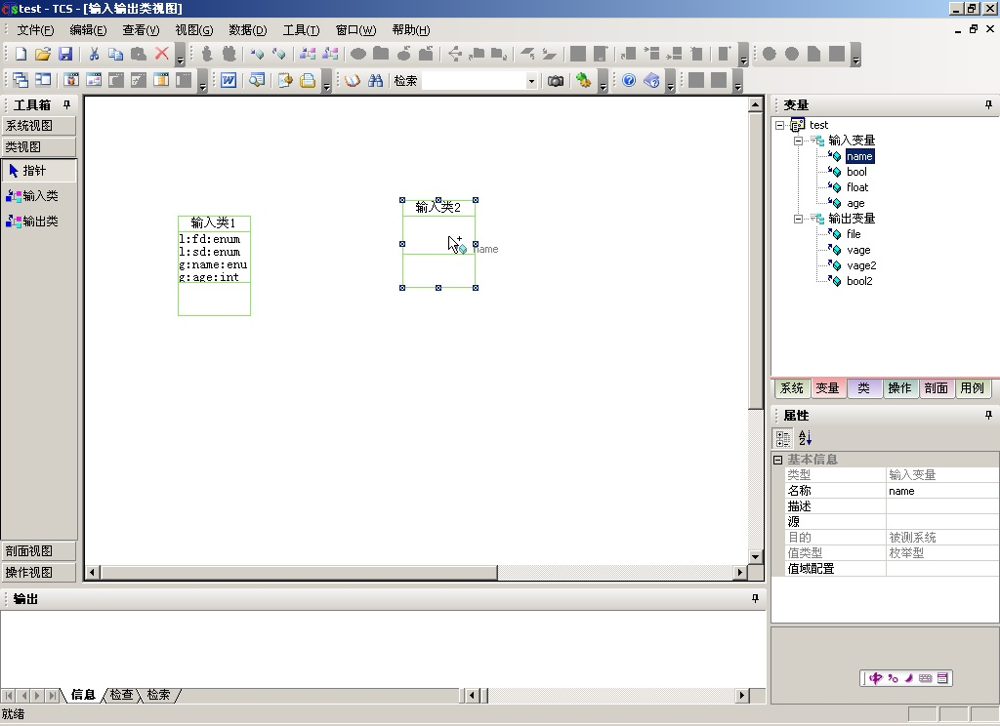 test - TCS - [输入输出类视图]
文件(F) 编辑(E) 查看(V) 视图(G) 数据(D) 工具(T) 窗口(W) 帮助(H)
检索
工具箱
系统视图
类视图
指针
输入类
输出类
剖面视图
操作视图
输入类1
l:fd:enum
l:sd:enum
g:name:enu
g:age:int
输入类2
name
变量
test
输入变量
name
bool
float
age
输出变量
file
vage
vage2
bool2
系统 变量 类 操作 剖面 用例
属性
基本信息
类型 输入变量
名称 name
描述
源
目的 被测系统
值类型 枚举型
值域配置
输出
信息 检查 检索
中
就绪